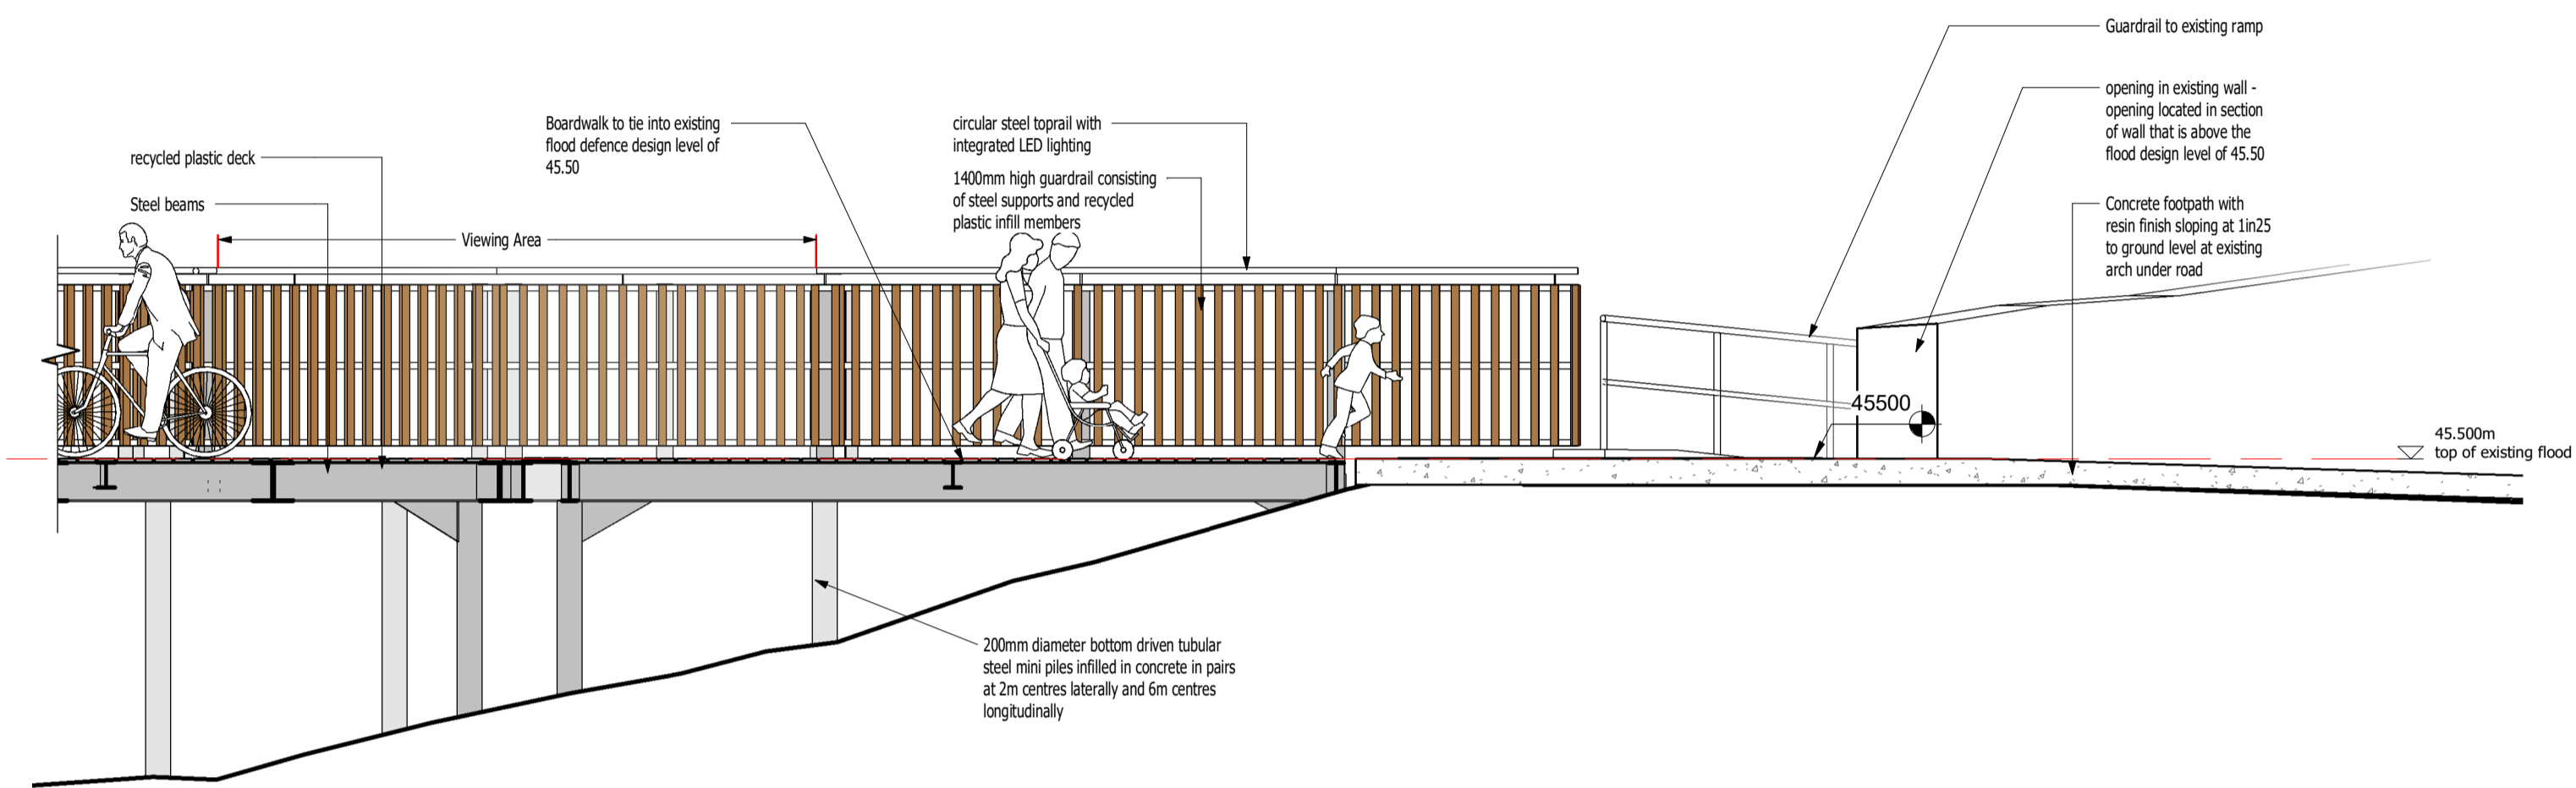 Guardrail to existing ramp
opening in existing wall -
opening located in section
of wall that is above the
flood design level of 45.50
Boardwalk to tie into existing
flood defence design level of
45.50
circular steel toprail with
integrated LED lighting
recycled plastic deck
1400mm high guardrail consisting
of steel supports and recycled
plastic infill members
Steel beams
Concrete footpath with
resin finish sloping at 1in25
to ground level at existing
arch under road
Viewing Area
45500
45.500m
top of existing flood
200mm diameter bottom driven tubular
steel mini piles infilled in concrete in pairs
at 2m centres laterally and 6m centres
longitudinally